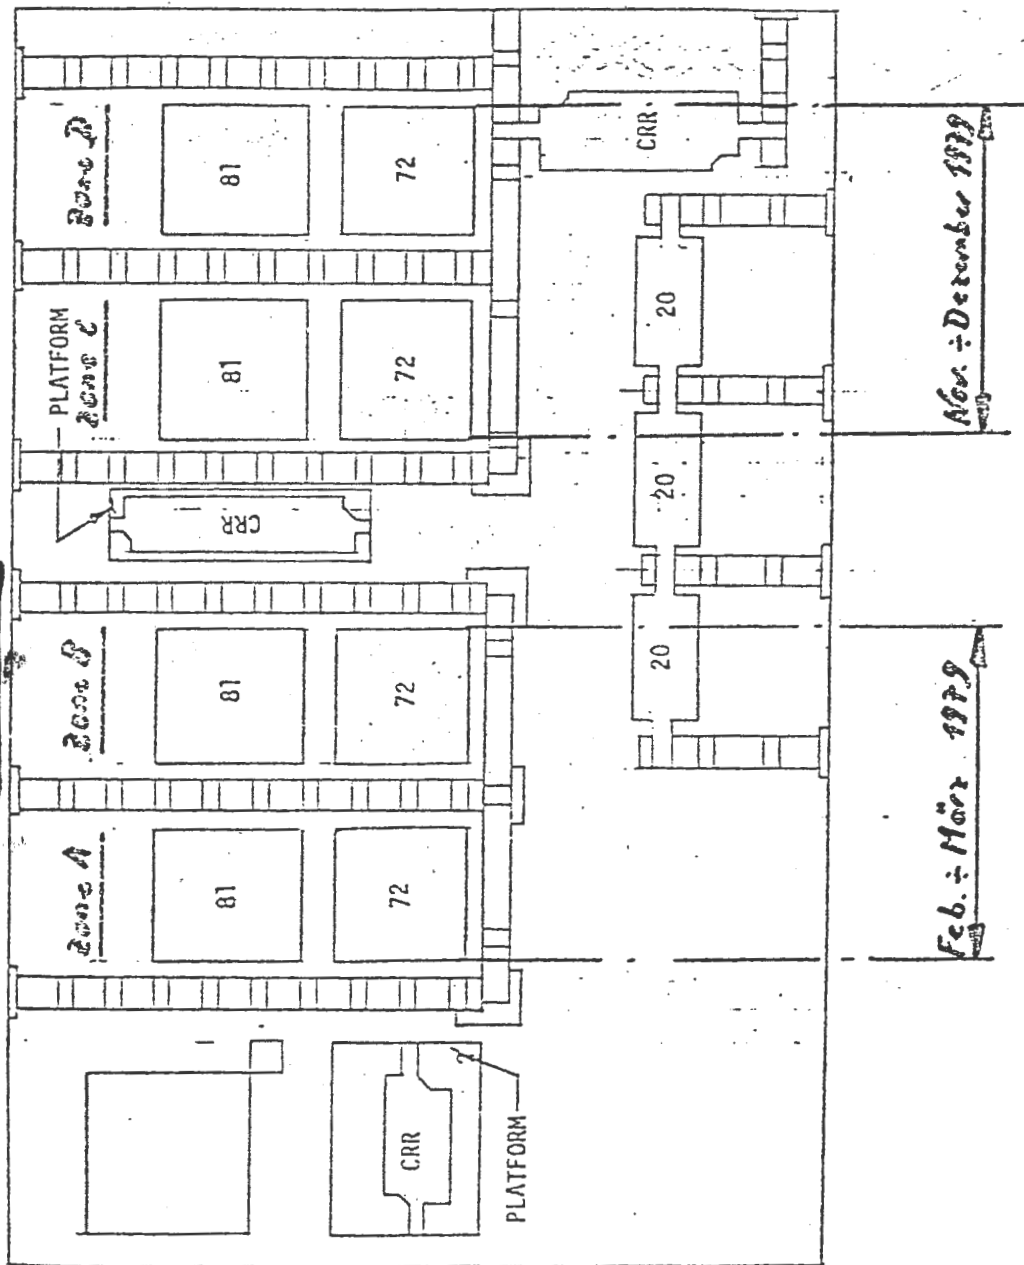 PLATFORM
Zone A
Zone B
Zone C
Zone D
81
81
CRR
81
81
CRR
72
72
72
72
PLATFORM
CRR
20
20
20
Feb. ÷ März 1979
Nov. ÷ Dezember 1979